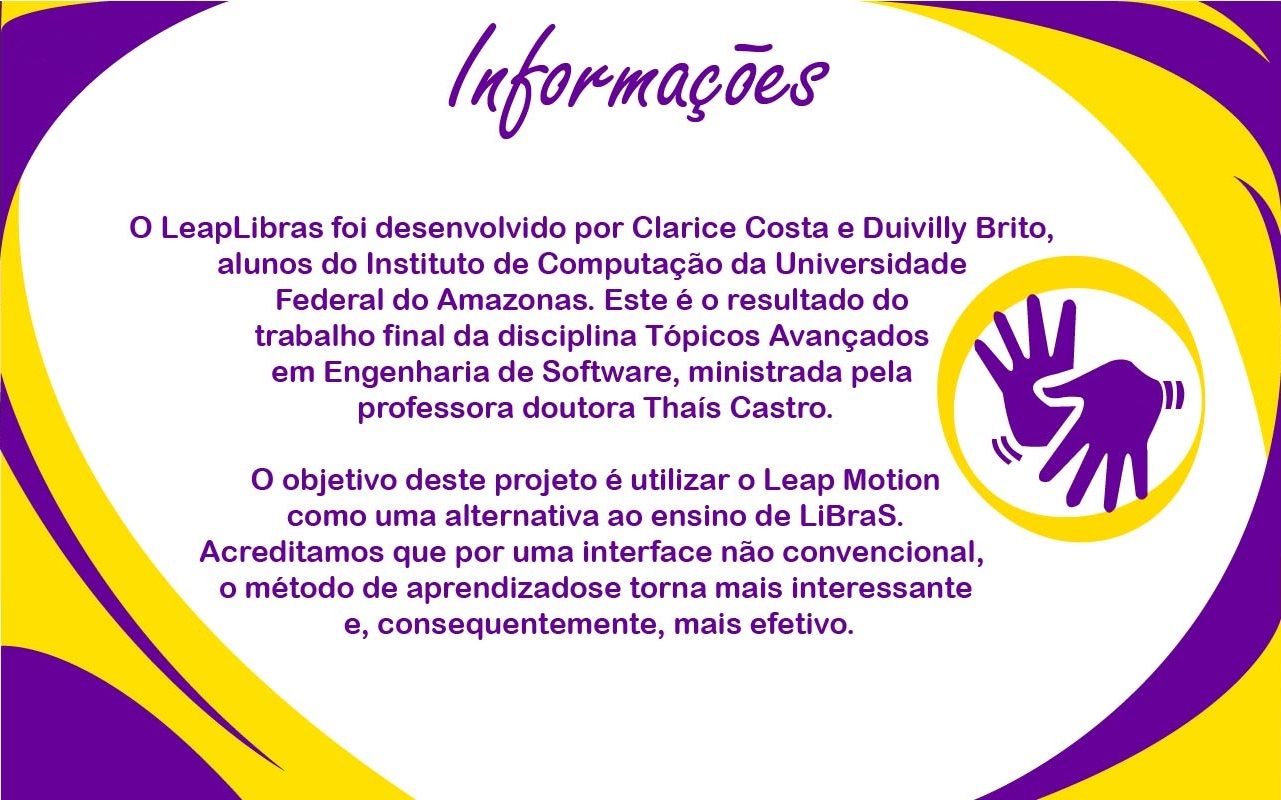 Informações
O LeapLibras foi desenvolvido por Clarice Costa e Duivilly Brito,
alunos do Instituto de Computação da Universidade
Federal do Amazonas. Este é o resultado do
trabalho final da disciplina Tópicos Avançados
em Engenharia de Software, ministrada pela
professora doutora Thaís Castro.
O objetivo deste projeto é utilizar o Leap Motion
como uma alternativa ao ensino de LiBraS.
Acreditamos que por uma interface não convencional,
o método de aprendizadose torna mais interessante
e, consequentemente, mais efetivo.